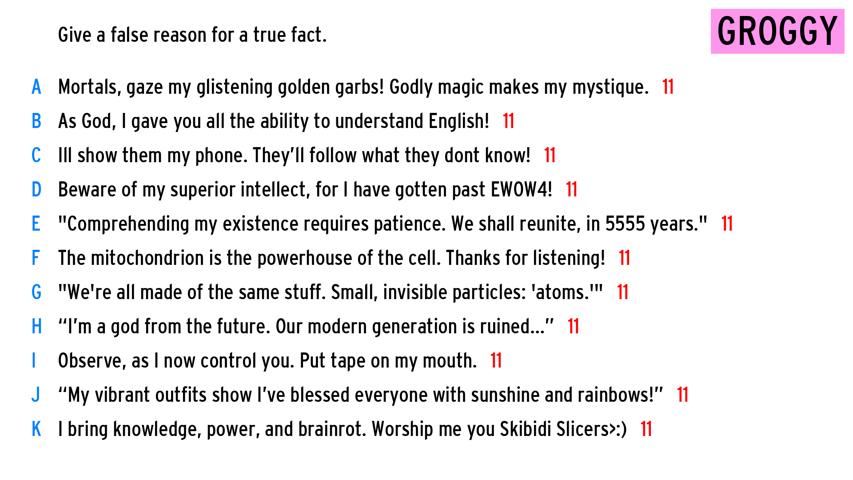 Give a false reason for a true fact.
GROGGY
A Mortals, gaze my glistening golden garbs! Godly magic makes my mystique. 11
B As God, I gave you all the ability to understand English! 11
C Ill show them my phone. They'll follow what they dont know! 11
D Beware of my superior intellect, for I have gotten past EWOW4! 11
E "Comprehending my existence requires patience. We shall reunite, in 5555 years." 11
F The mitochondrion is the powerhouse of the cell. Thanks for listening! 11
G "We're all made of the same stuff. Small, invisible particles: 'atoms.'" 11
H “I’m a god from the future. Our modern generation is ruined...” 11
I Observe, as I now control you. Put tape on my mouth. 11
J “My vibrant outfits show I’ve blessed everyone with sunshine and rainbows!” 11
K I bring knowledge, power, and brainrot. Worship me you Skibidi Slicers>:) 11